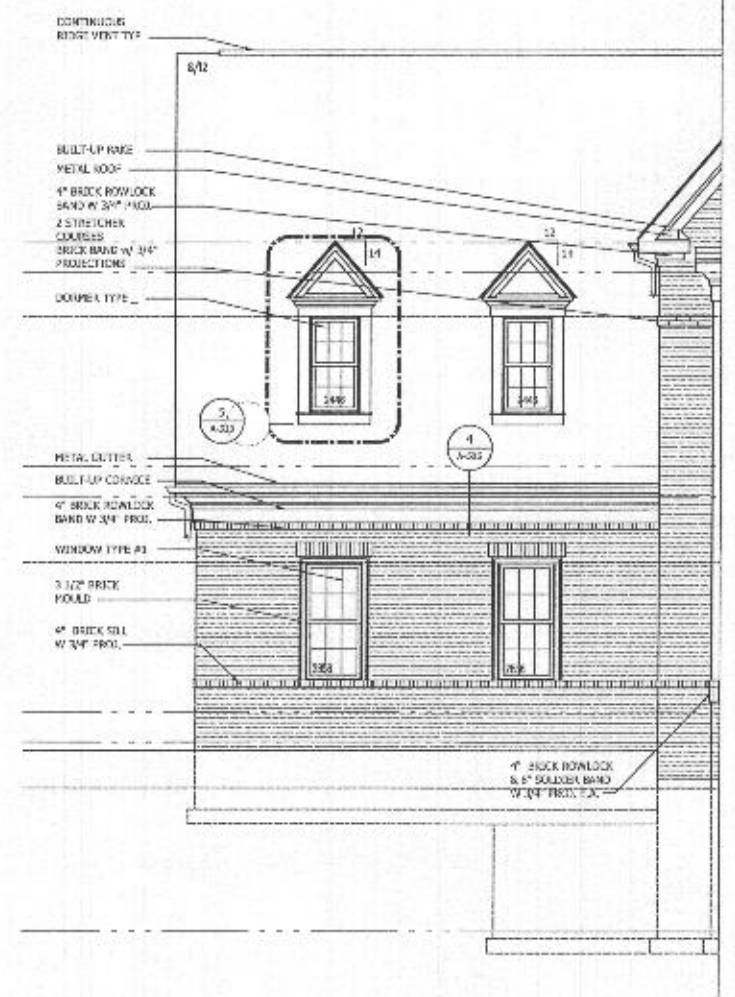 CONTINUOUS
RIDGE VENT TYP
8/12
BUILT-UP RAKE
METAL ROOF
4" BRICK ROWLOCK
BAND W 3/4" PROJ.
2 STRETCHER
COURSES
BRICK BAND w/ 3/4"
PROJECTIONS
12
14
12
14
DORMER TYPE _
2446
2446
5
4
METAL GUTTER
BUILT-UP CORNICE
4" BRICK ROWLOCK
BAND W 3/4" PROJ.
WINDOW TYPE #1
3 1/2" BRICK
MOULD
4" BRICK SILL
W 3/4" PROJ.
4" BRICK ROWLOCK
& 8" SOLDIER BAND
W 3/4" PROJ.